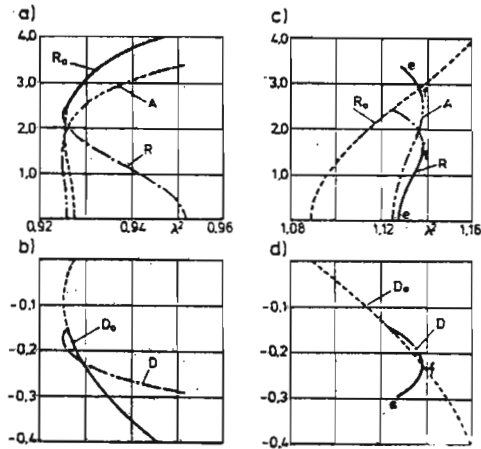 a)
4.0
3.0
2.0
1.0
R₀
A
R
0.92
0.94
λ²
0.96
c)
4.0
3.0
2.0
1.0
e
R₀
A
R
e
1.08
1.12
λ²
1.16
b)
-0.1
-0.2
-0.3
-0.4
D₀
D
d)
-0.1
-0.2
-0.3
-0.4
D₀
D
f
e